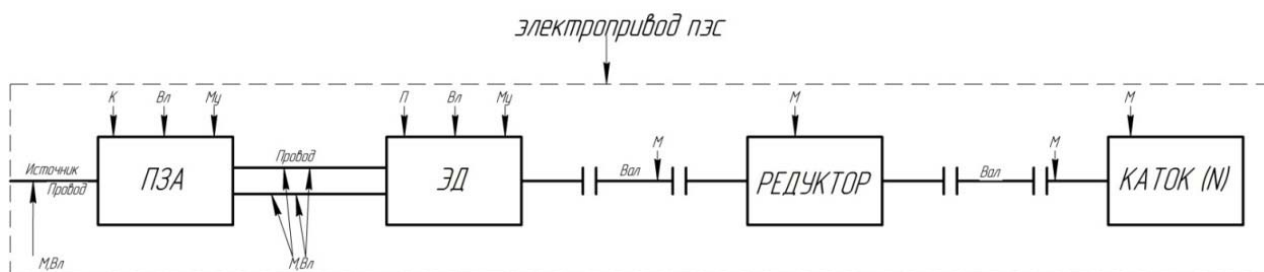 ЭЛЕКТРОПРИВОД ПЭС
К Вл Му П Вл Му М М
Источник
Провод
ПЗА
Провод
ЭД
М
Вал
РЕДУКТОР
Вал
М
КАТОК (N)
М,Вл
М,Вл